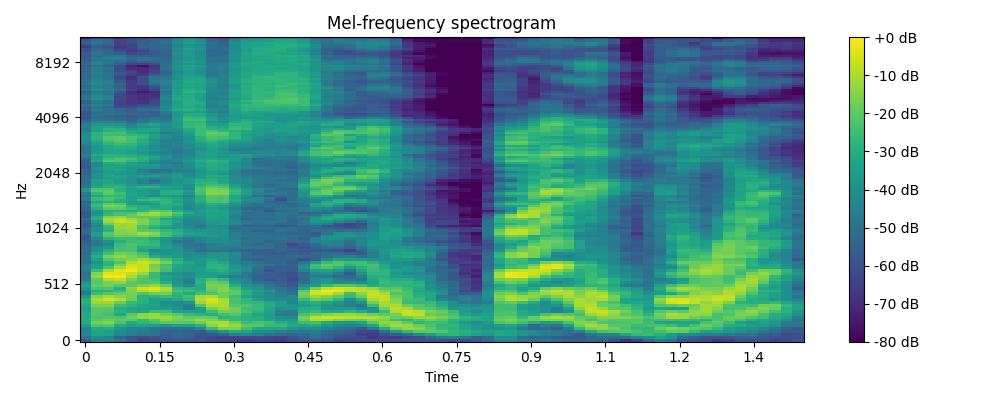 Mel-frequency spectrogram
Hz
8192
4096
2048
1024
512
0
0 0.15 0.3 0.45 0.6 0.75 0.9 1.1 1.2 1.4
Time
+0 dB
-10 dB
-20 dB
-30 dB
-40 dB
-50 dB
-60 dB
-70 dB
-80 dB